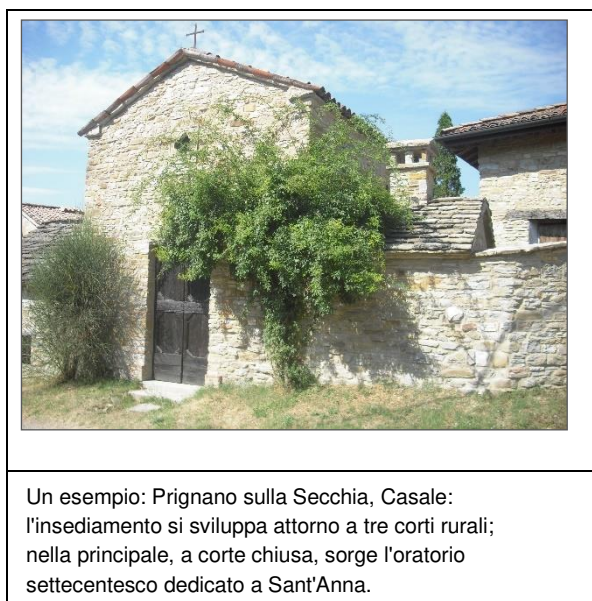 Un esempio: Prignano sulla Secchia, Casale:
l'insediamento si sviluppa attorno a tre corti rurali;
nella principale, a corte chiusa, sorge l'oratorio
settecentesco dedicato a Sant'Anna.